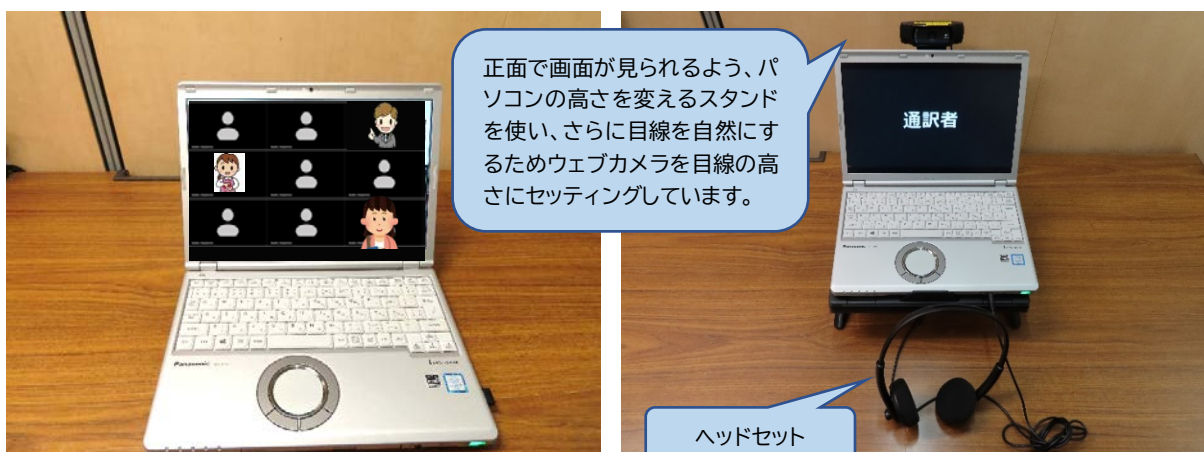 正面で画面が見られるよう、パ
ソコンの高さを変えるスタンド
を使い、さらに目線を自然にす
るためウェブカメラを目線の高
さにセッティングしています。
通訳者
Panasonic
Panasonic
ヘッドセット